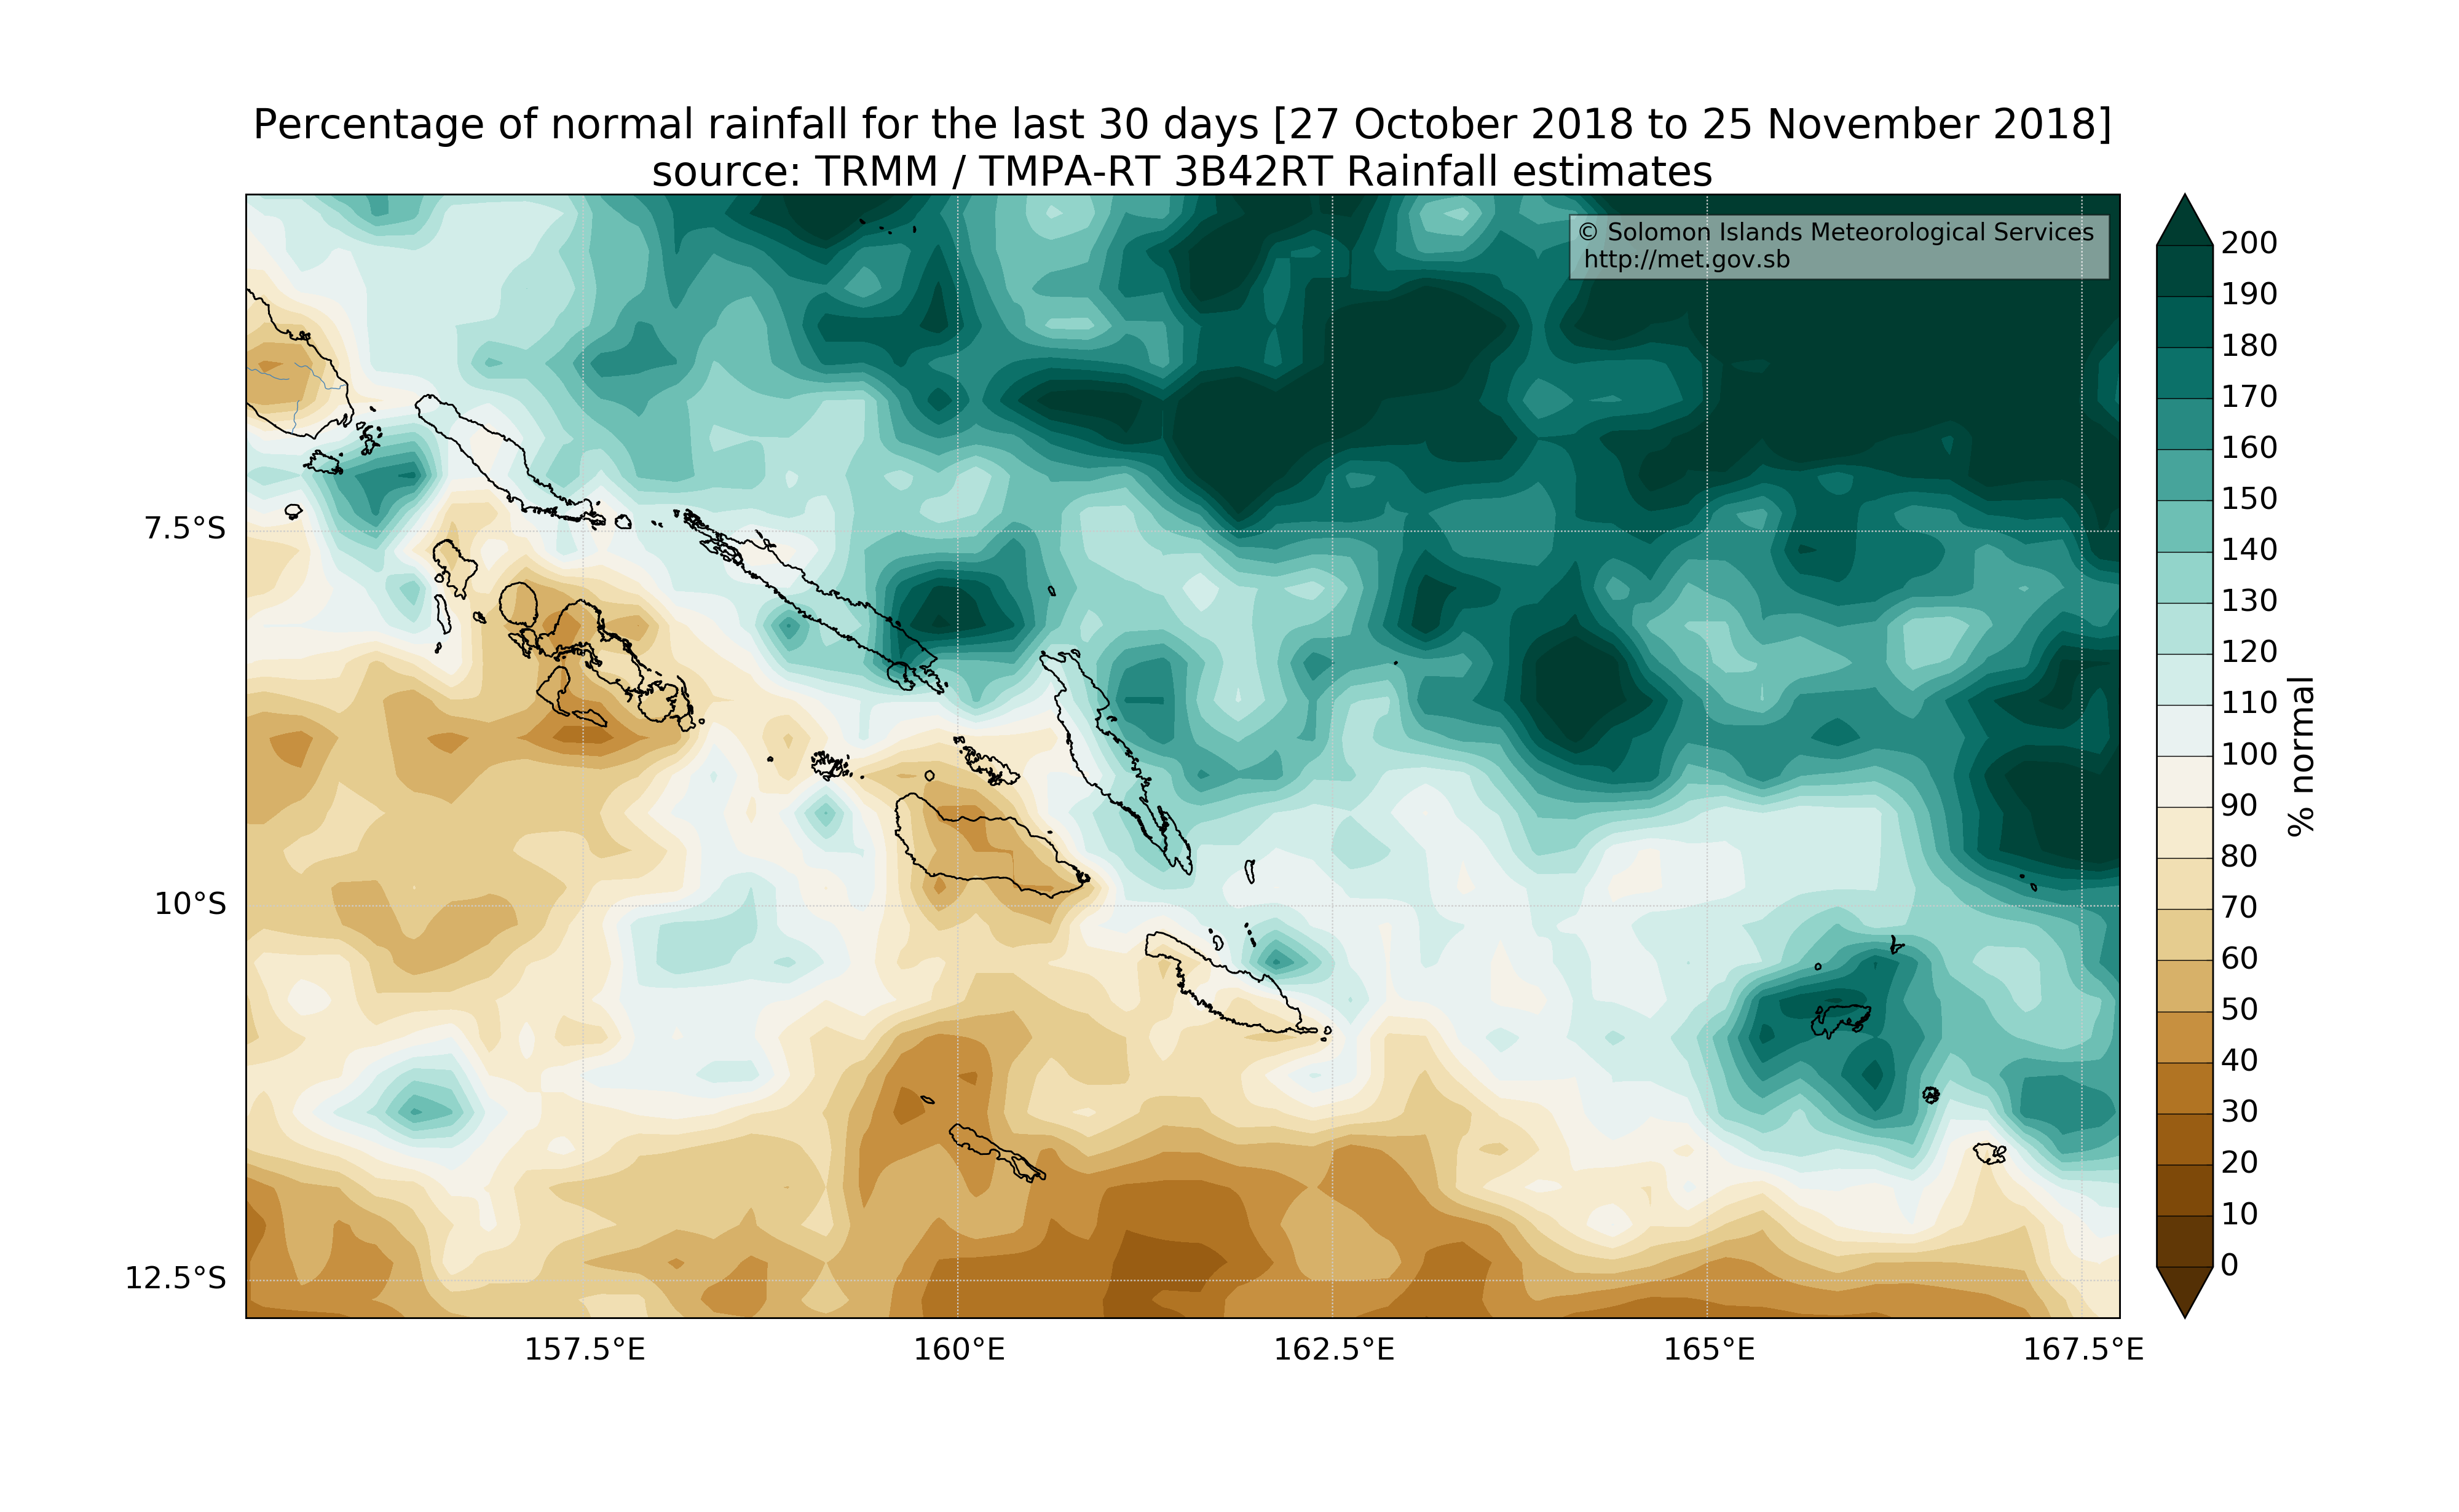 Percentage of normal rainfall for the last 30 days [27 October 2018 to 25 November 2018]
source: TRMM / TMPA-RT 3B42RT Rainfall estimates
© Solomon Islands Meteorological Services
http://met.gov.sb
7.5°S
10°S
12.5°S
157.5°E
160°E
162.5°E
165°E
167.5°E
200
190
180
170
160
150
140
130
120
110
100
90
80
70
60
50
40
30
20
10
0
% normal